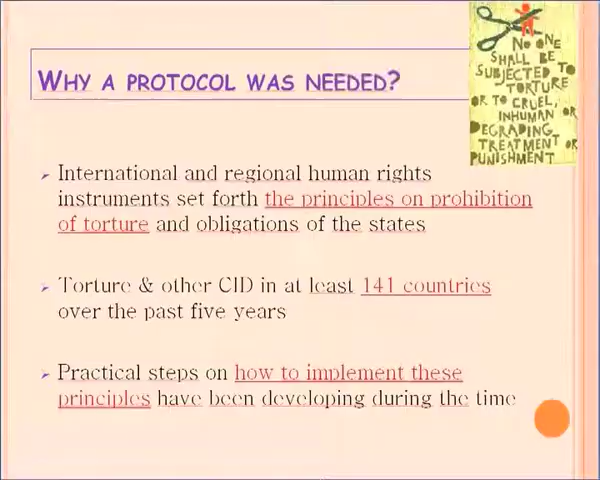 WHY A PROTOCOL WAS NEEDED?
NO ONE
SHALL BE
SUBJECTED TO
TORTURE
OR TO CRUEL,
INHUMAN OR
DEGRADING
TREATMENT OR
PUNISHMENT
International and regional human rights
instruments set forth the principles on prohibition
of torture and obligations of the states
Torture & other CID in at least 141 countries
over the past five years
Practical steps on how to implement these
principles have been developing during the time